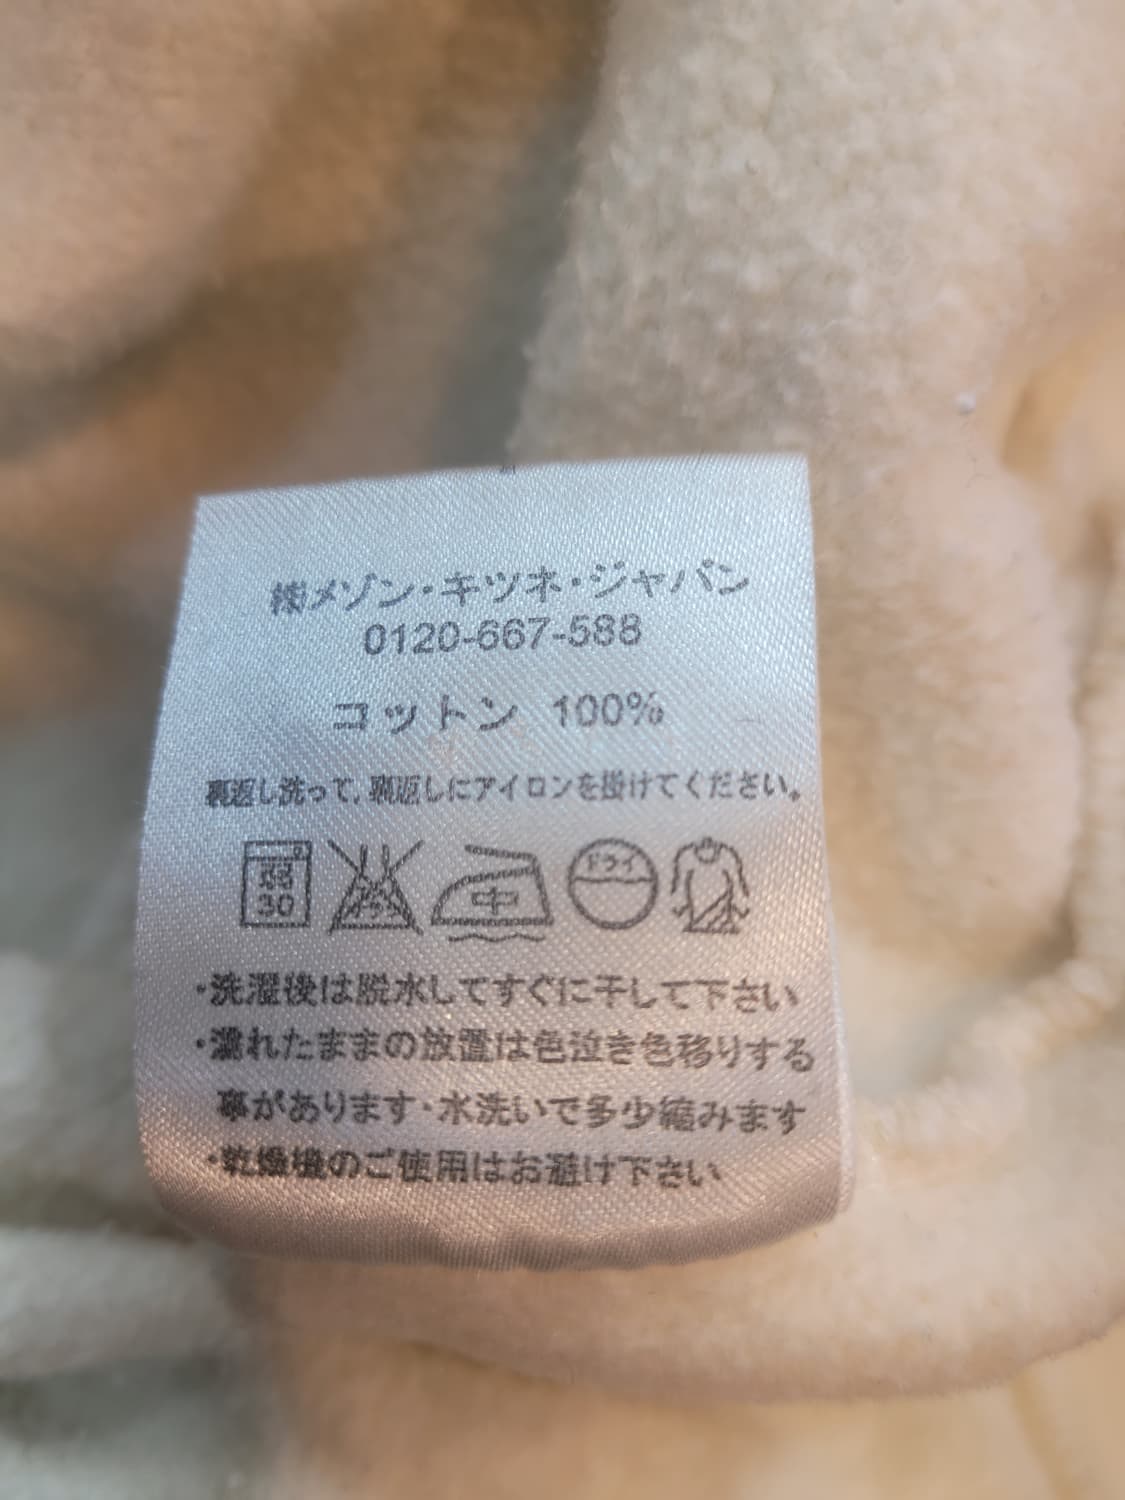 ㈱メゾン・キツネ・ジャパン
0120-667-588
コットン 100%
裏返し洗って,裏返しにアイロンを掛けてください。
弱 30 中 ドライ
・洗濯後は脱水してすぐに干して下さい
・濡れたままの放置は色泣き色移りする
事があります・水洗いで多少縮みます
・乾燥機のご使用はお避け下さい